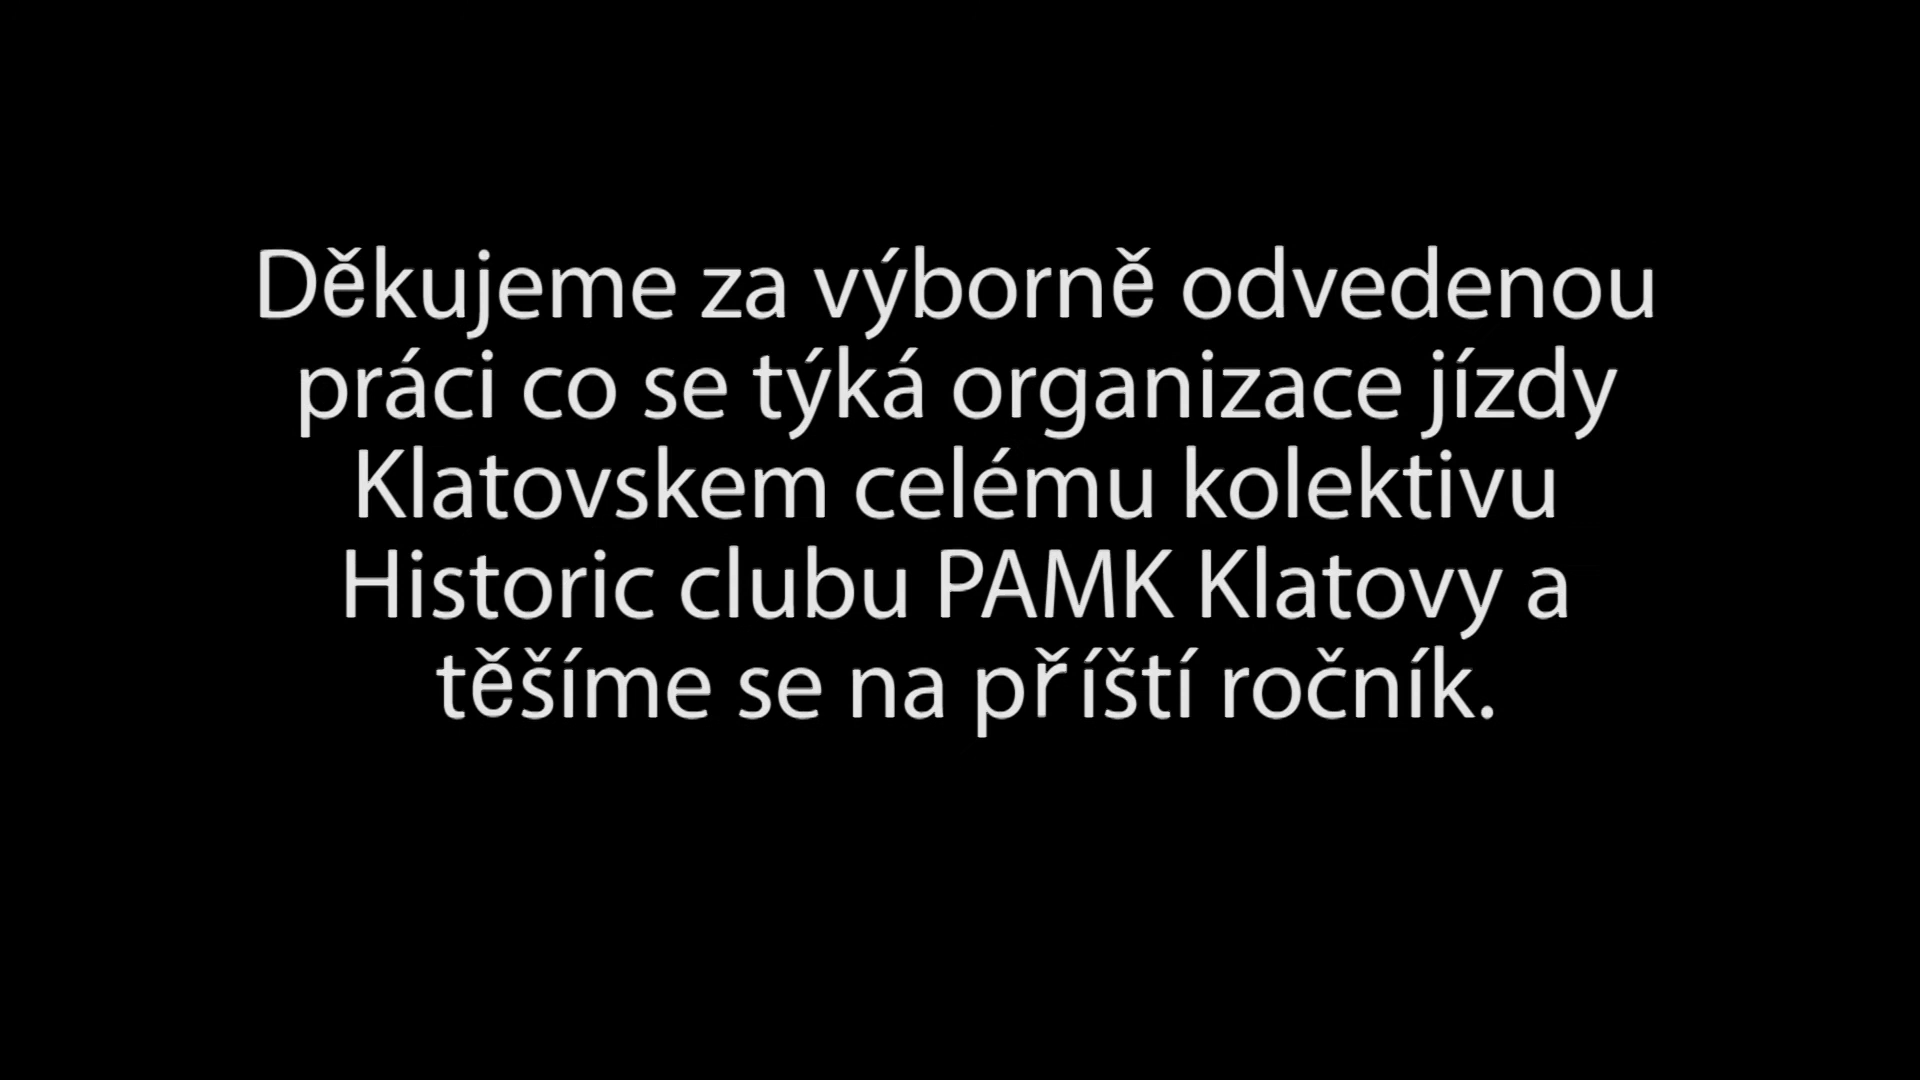 Děkujeme za výborně odvedenou
práci co se týká organizace jízdy
Klatovskem celému kolektivu
Historic clubu PAMK Klatovy a
těšíme se na příští ročník.